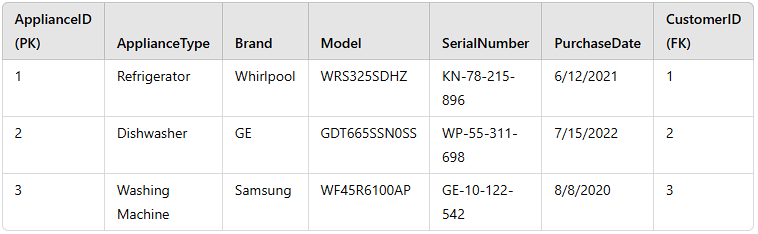 ApplianceID (PK) ApplianceType Brand Model SerialNumber PurchaseDate CustomerID (FK)
1 Refrigerator Whirlpool WRS325SDHZ KN-78-215-896 6/12/2021 1
2 Dishwasher GE GDT665SSN0SS WP-55-311-698 7/15/2022 2
3 Washing Machine Samsung WF45R6100AP GE-10-122-542 8/8/2020 3